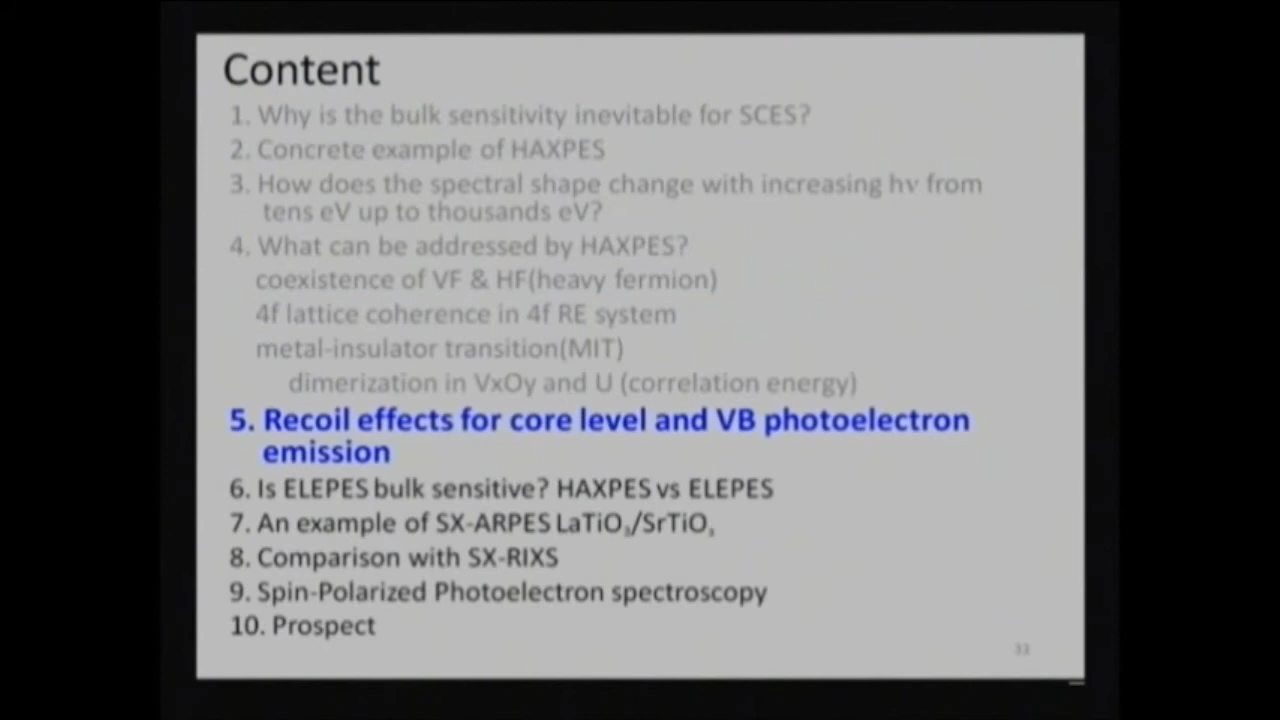 Content
1. Why is the bulk sensitivity inevitable for SCES?
2. Concrete example of HAXPES
3. How does the spectral shape change with increasing hν from
tens eV up to thousands eV?
4. What can be addressed by HAXPES?
coexistence of VF & HF(heavy fermion)
4f lattice coherence in 4f RE system
metal-insulator transition(MIT)
dimerization in VxOy and U (correlation energy)
5. Recoil effects for core level and VB photoelectron
emission
6. Is ELEPES bulk sensitive? HAXPES vs ELEPES
7. An example of SX-ARPES LaTiO₃/SrTiO₃
8. Comparison with SX-RIXS
9. Spin-Polarized Photoelectron spectroscopy
10. Prospect
33